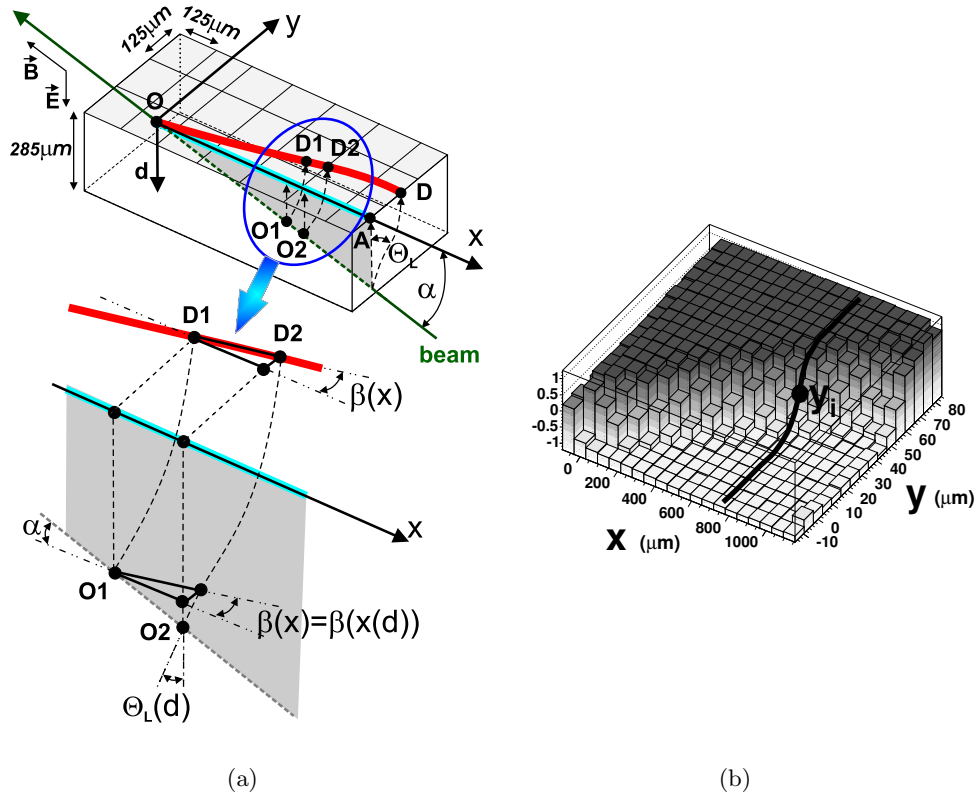 125μm
125μm
y
B
E
O
285μm
d
D1
D2
D
O1
O2
A
Θ_L
x
α
beam
D1
D2
β(x)
x
α
O1
β(x)=β(x(d))
O2
Θ_L(d)
(a)
y_i
1
0.5
0
-0.5
-1
0
200
400
600
800
1000
x (μm)
-10
0
10
20
30
40
50
60
70
80
y (μm)
(b)